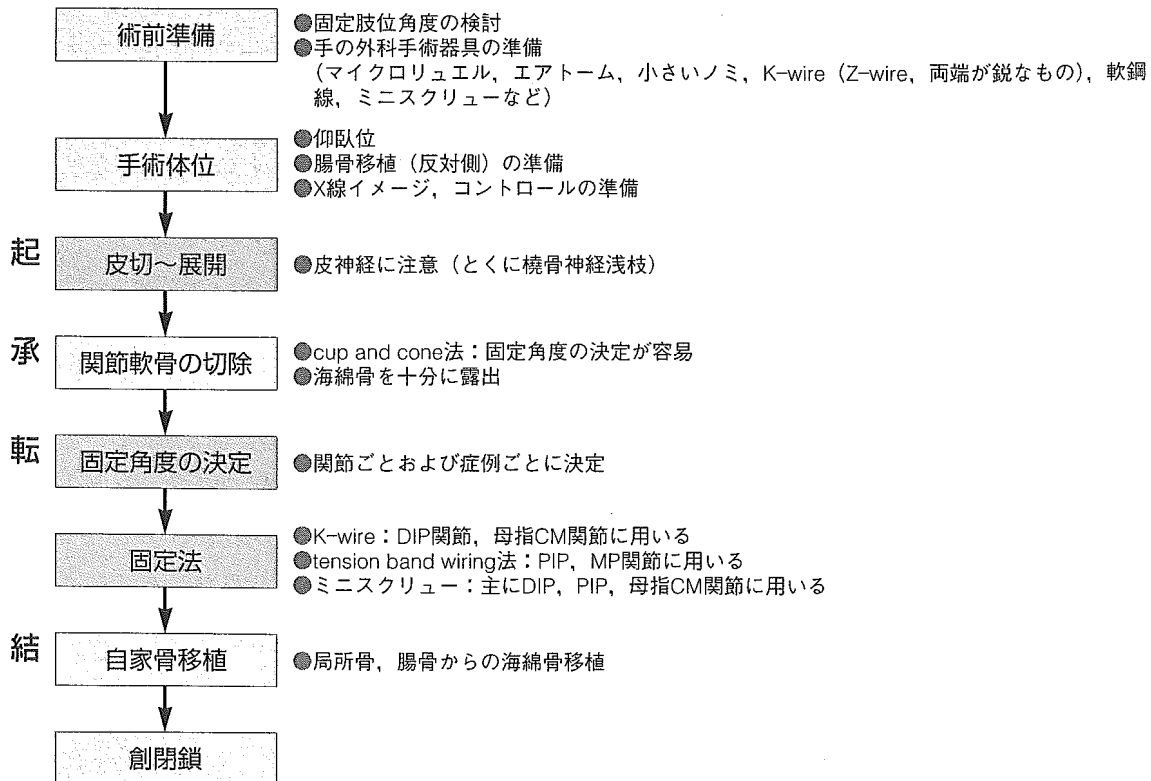 術前準備
●固定肢位角度の検討
●手の外科手術器具の準備
(マイクロリュエル，エアトーム，小さいノミ，K-wire（Z-wire，両端が鋭なもの），軟鋼
線，ミニスクリューなど）
手術体位
●仰臥位
●腸骨移植（反対側）の準備
●X線イメージ，コントロールの準備
起
皮切〜展開
●皮神経に注意（とくに橈骨神経浅枝）
承
関節軟骨の切除
●cup and cone法：固定角度の決定が容易
●海綿骨を十分に露出
転
固定角度の決定
●関節ごとおよび症例ごとに決定
固定法
●K-wire：DIP関節，母指CM関節に用いる
●tension band wiring法：PIP，MP関節に用いる
●ミニスクリュー：主にDIP，PIP，母指CM関節に用いる
結
自家骨移植
●局所骨，腸骨からの海綿骨移植
創閉鎖